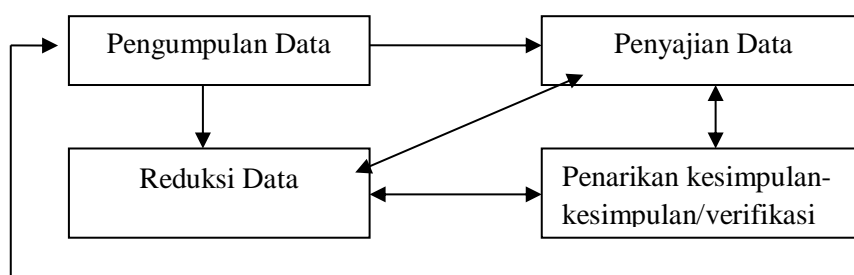 Pengumpulan Data
Penyajian Data
Reduksi Data
Penarikan kesimpulan-
kesimpulan/verifikasi